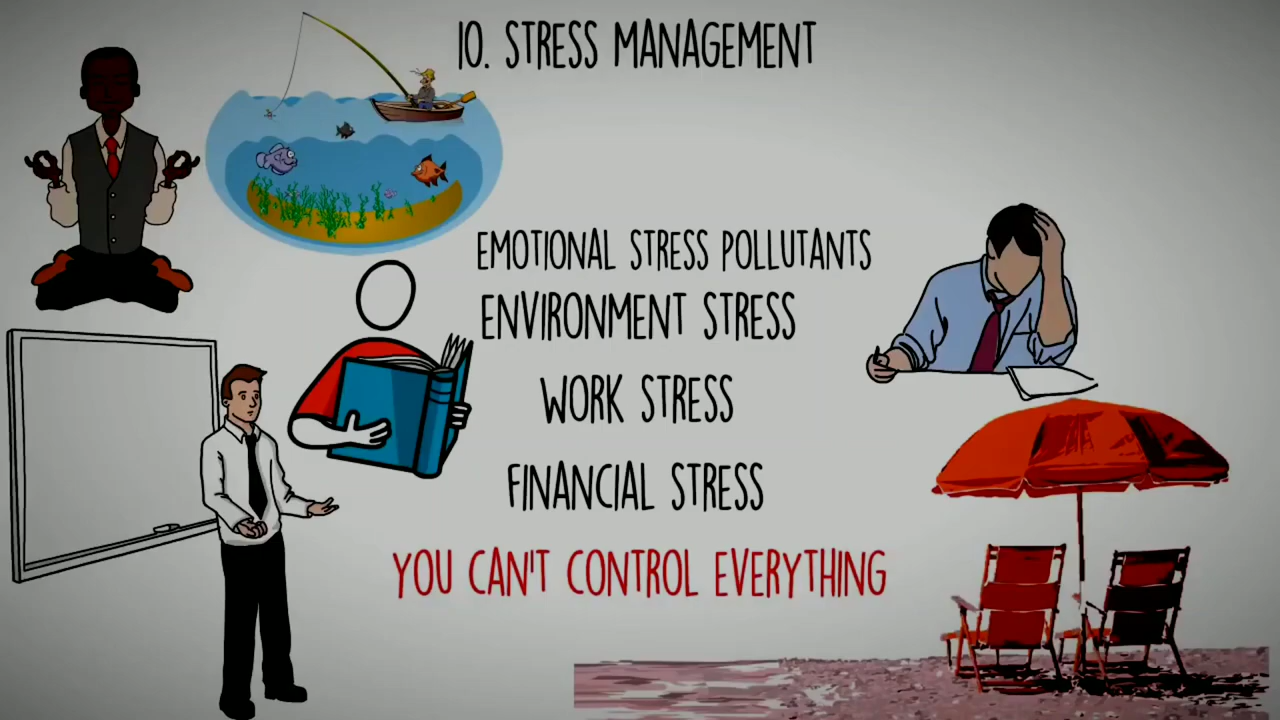 10. STRESS MANAGEMENT
EMOTIONAL STRESS POLLUTANTS
ENVIRONMENT STRESS
WORK STRESS
FINANCIAL STRESS
YOU CAN'T CONTROL EVERYTHING